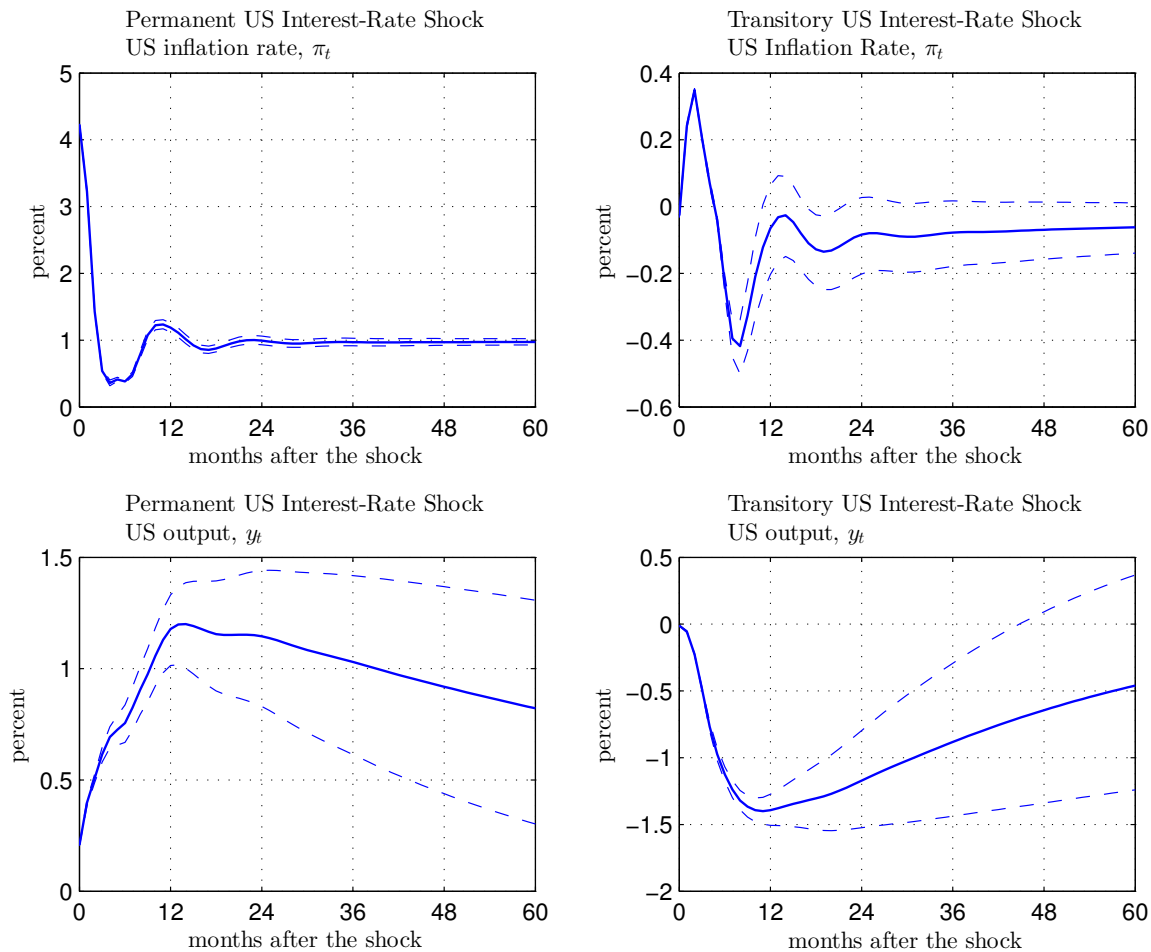 Permanent US Interest-Rate Shock
US inflation rate, πt
5
4
3
2
1
0
percent
0 12 24 36 48 60
months after the shock
Transitory US Interest-Rate Shock
US Inflation Rate, πt
0.4
0.2
0
−0.2
−0.4
−0.6
percent
0 12 24 36 48 60
months after the shock
Permanent US Interest-Rate Shock
US output, yt
1.5
1
0.5
0
percent
0 12 24 36 48 60
months after the shock
Transitory US Interest-Rate Shock
US output, yt
0.5
0
−0.5
−1
−1.5
−2
percent
0 12 24 36 48 60
months after the shock